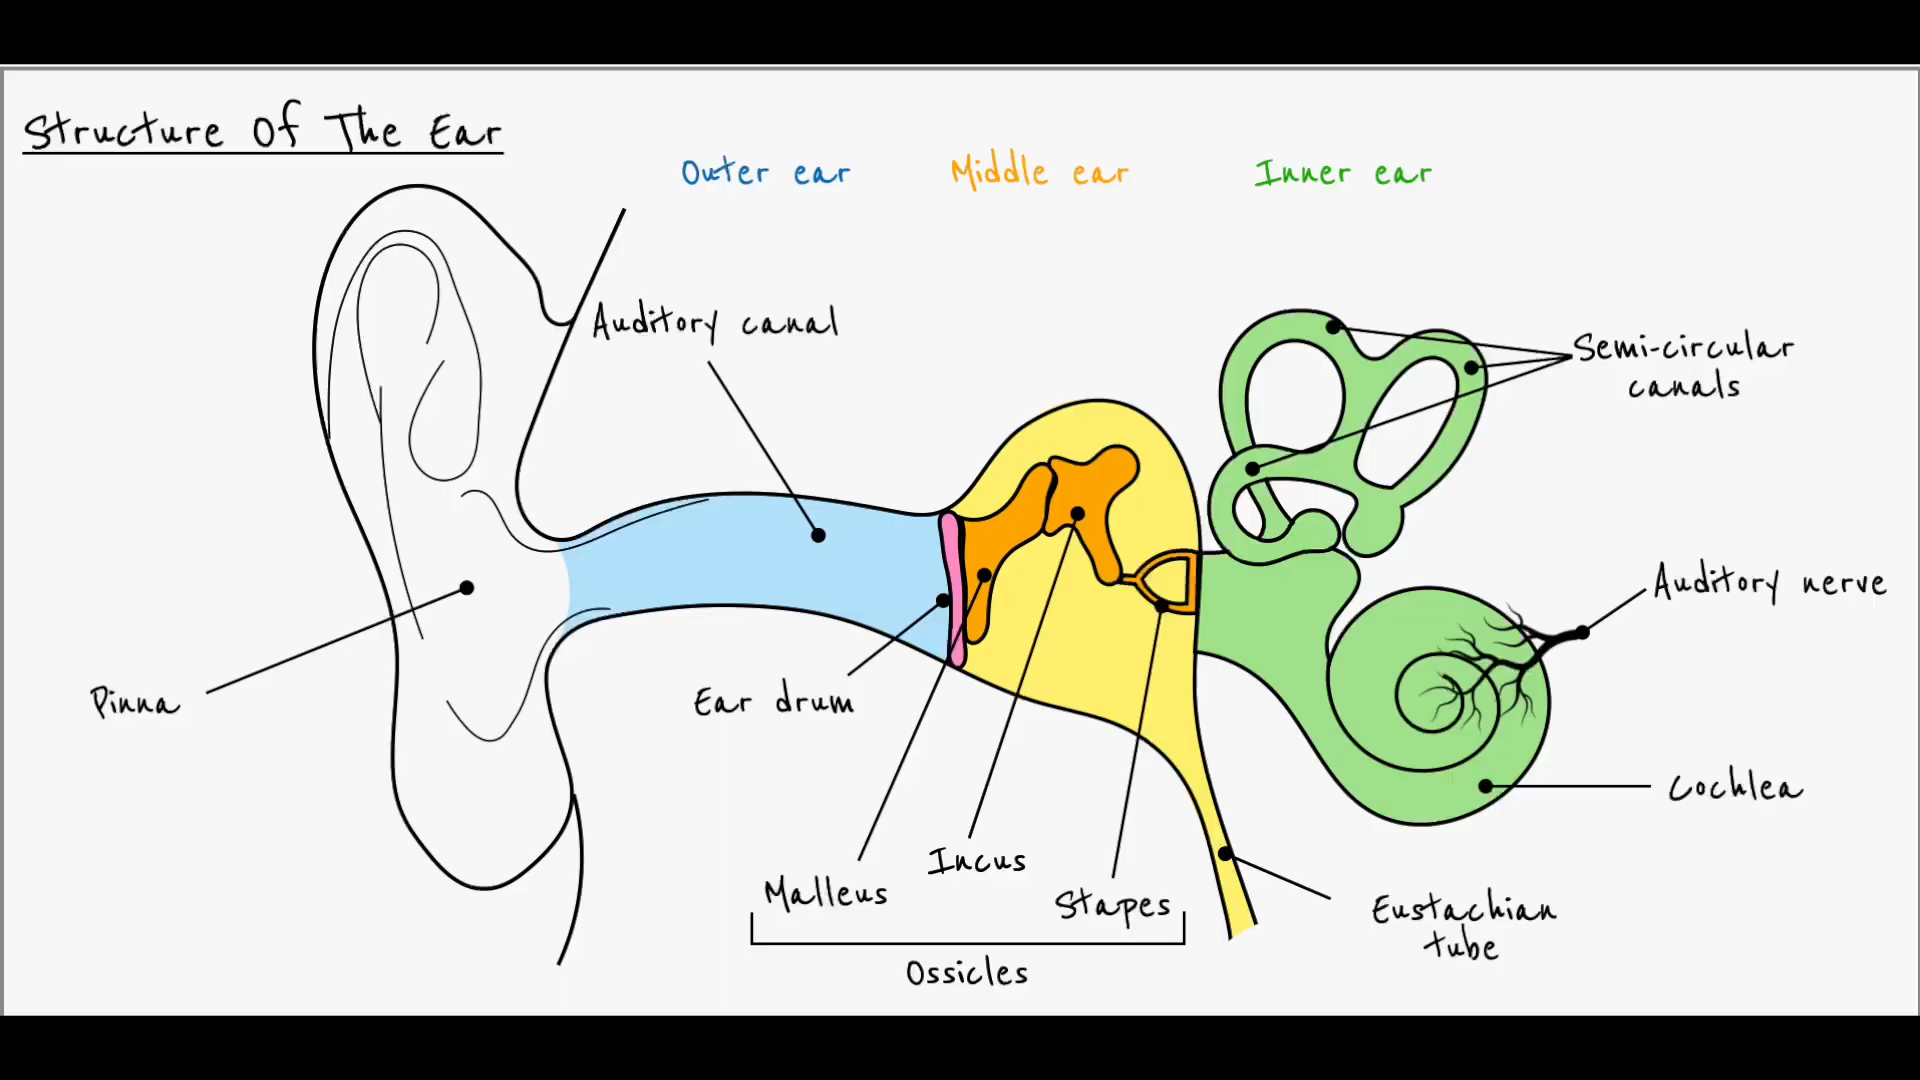 Structure Of The Ear
Outer ear
Middle ear
Inner ear
Auditory canal
Semi-circular
canals
Auditory nerve
Pinna
Ear drum
Cochlea
Malleus
Incus
Stapes
Eustachian
tube
Ossicles